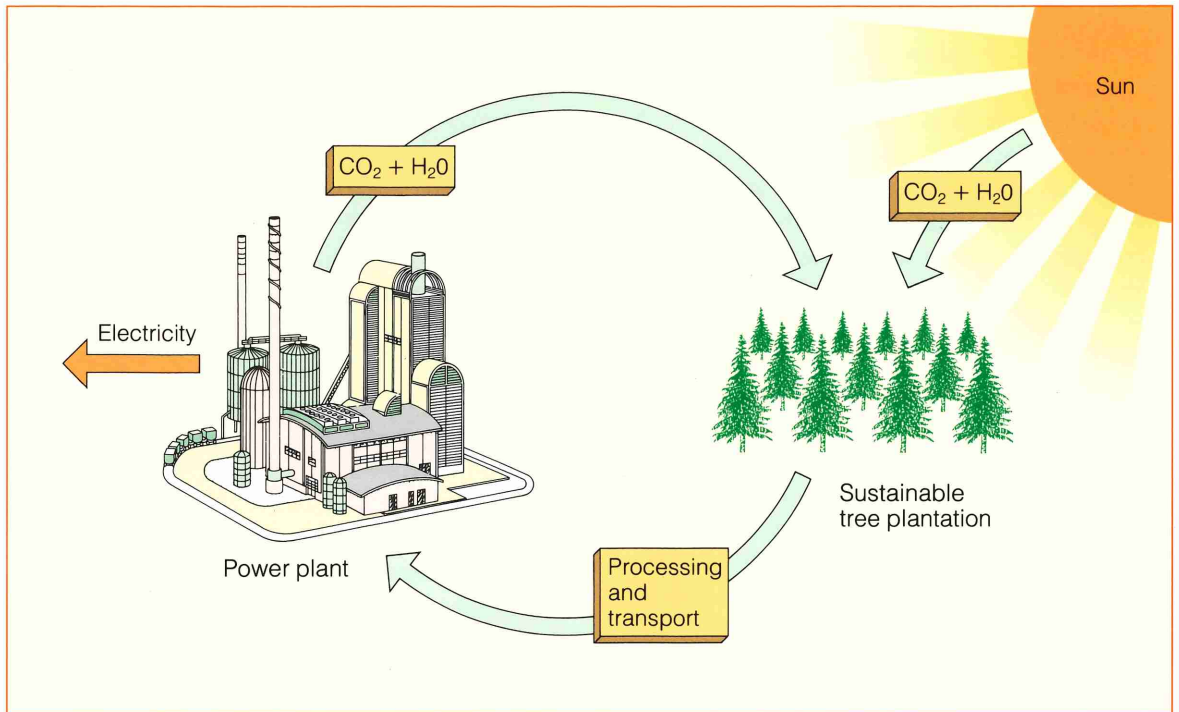 Sun
CO₂ + H₂0
CO₂ + H₂0
Electricity
Sustainable
tree plantation
Power plant
Processing
and
transport